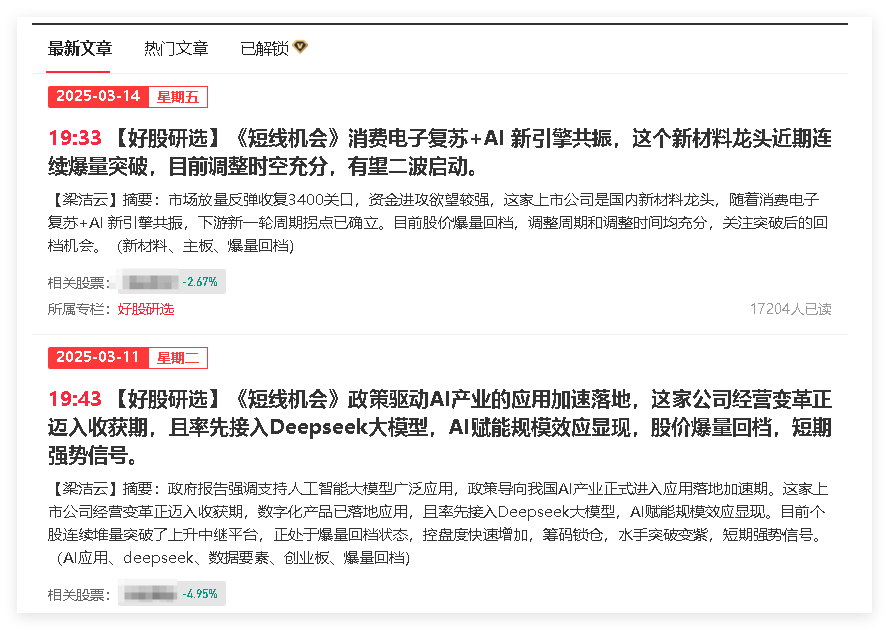 最新文章 热门文章 已解锁
2025-03-14 星期五
19:33 【好股研选】《短线机会》消费电子复苏+AI 新引擎共振，这个新材料龙头近期连
续爆量突破，目前调整时空充分，有望二波启动。
【梁洁云】摘要：市场放量反弹收复3400关口，资金进攻欲望较强，这家上市公司是国内新材料龙头，随着消费电子
复苏+AI 新引擎共振，下游新一轮周期拐点已确立。目前股价爆量回档，调整周期和调整时间均充分，关注突破后的回
档机会。（新材料、主板、爆量回档)
相关股票： -2.67%
所属专栏：好股研选 17204人已读
2025-03-11 星期二
19:43 【好股研选】《短线机会》政策驱动AI产业的应用加速落地，这家公司经营变革正
迈入收获期，且率先接入Deepseek大模型，AI赋能规模效应显现，股价爆量回档，短期
强势信号。
【梁洁云】摘要：政府报告强调支持人工智能大模型广泛应用，政策导向我国AI产业正式进入应用落地加速期。这家上
市公司经营变革正迈入收获期，数字化产品已落地应用，且率先接入Deepseek大模型，AI赋能规模效应显现。目前个
股连续堆量突破了上升中继平台，正处于爆量回档状态，控盘度快速增加，筹码锁仓，水手突破变紫，短期强势信号。
（AI应用、deepseek、数据要素、创业板、爆量回档)
相关股票： -4.95%